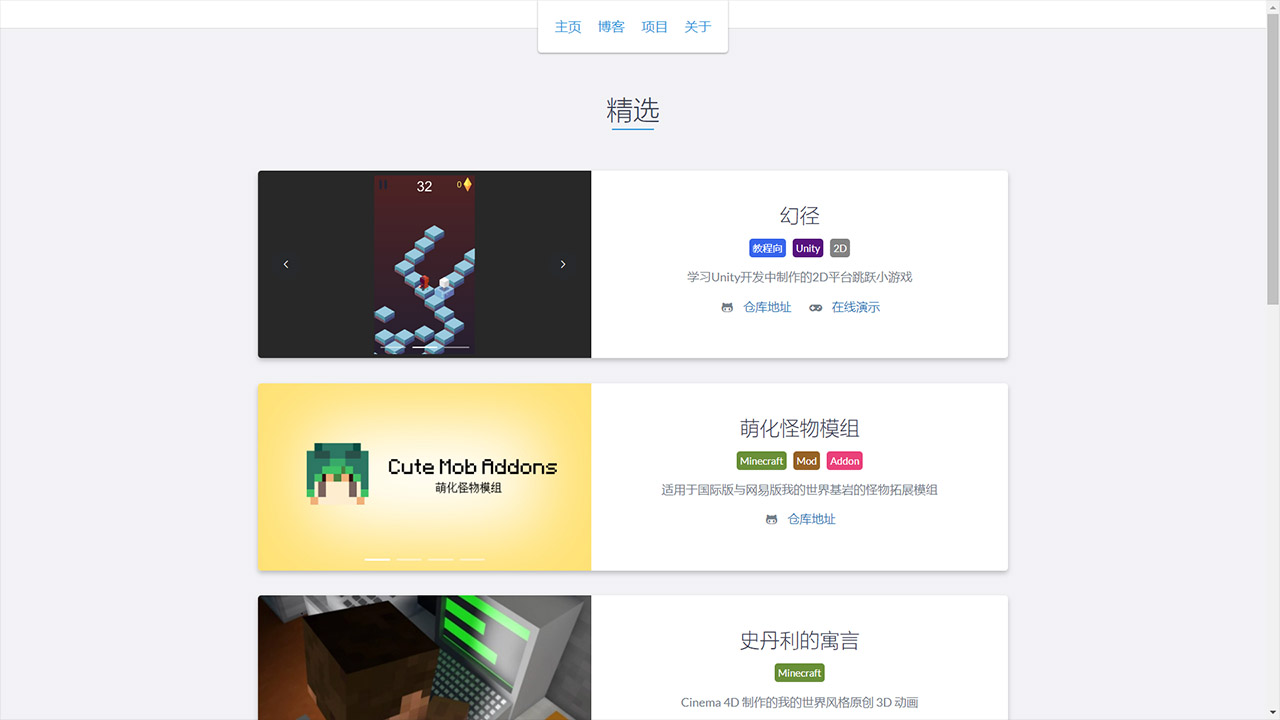 主页 博客 项目 关于
精选
32
0
幻径
教程向 Unity 2D
学习Unity开发中制作的2D平台跳跃小游戏
仓库地址 在线演示
Cute Mob Addons
萌化怪物模组
萌化怪物模组
Minecraft Mod Addon
适用于国际版与网易版我的世界基岩的怪物拓展模组
仓库地址
史丹利的寓言
Minecraft
Cinema 4D 制作的我的世界风格原创 3D 动画